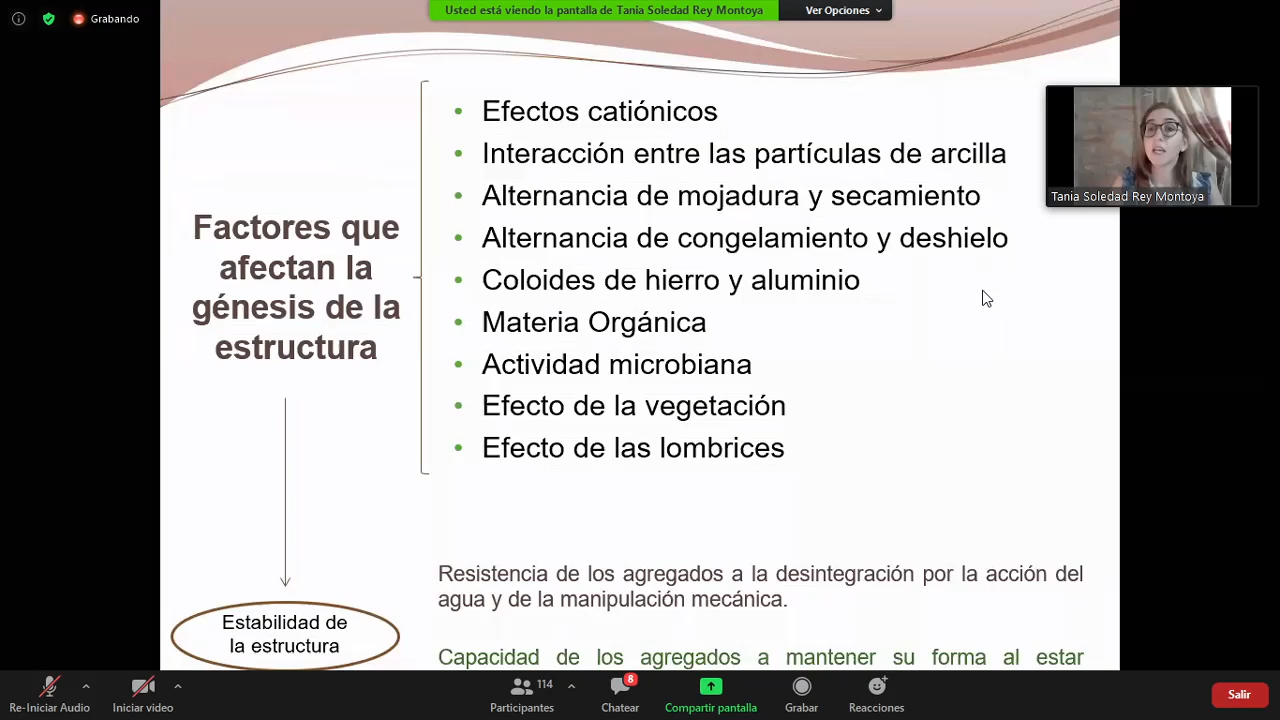 Grabando
Usted está viendo la pantalla de Tania Soledad Rey Montoya
Ver Opciones
Factores que
afectan la
génesis de la
estructura
• Efectos catiónicos
• Interacción entre las partículas de arcilla
• Alternancia de mojadura y secamiento
• Alternancia de congelamiento y deshielo
• Coloides de hierro y aluminio
• Materia Orgánica
• Actividad microbiana
• Efecto de la vegetación
• Efecto de las lombrices
Tania Soledad Rey Montoya
Estabilidad de
la estructura
Resistencia de los agregados a la desintegración por la acción del
agua y de la manipulación mecánica.
Capacidad de los agregados a mantener su forma al estar
Re-Iniciar Audio
Iniciar video
114
Participantes
8
Chatear
Compartir pantalla
Grabar
Reacciones
Salir